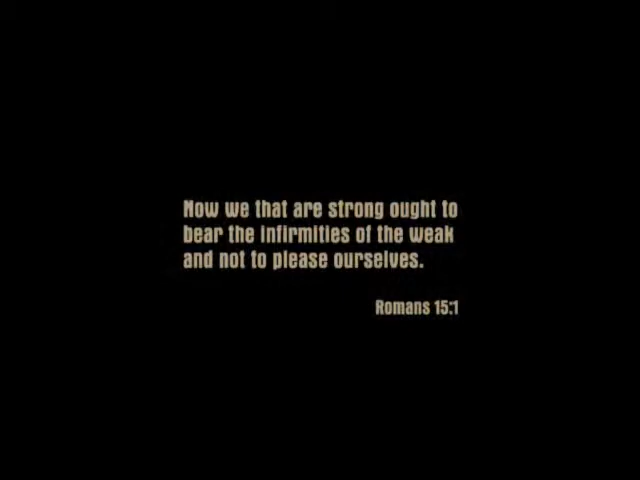 Now we that are strong ought to
bear the infirmities of the weak
and not to please ourselves.
Romans 15:1